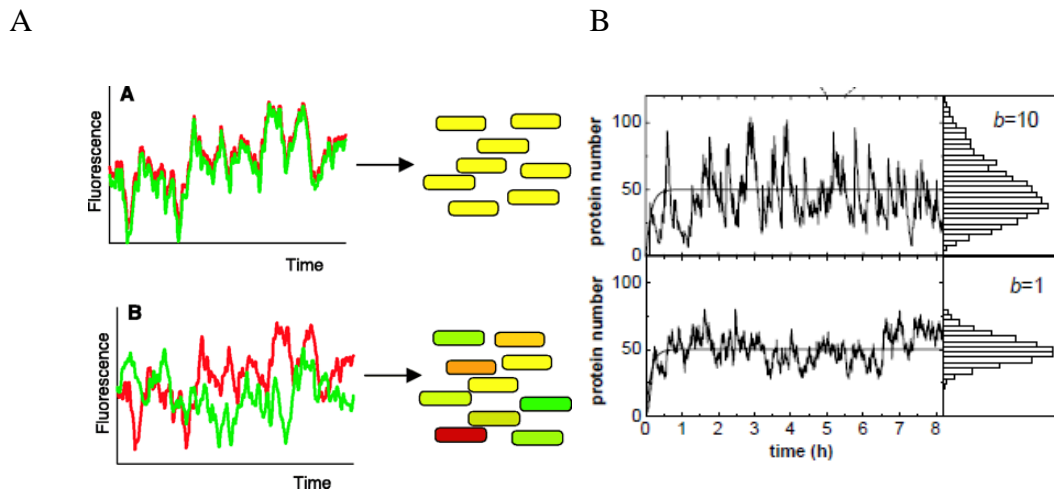 A
B
A
Fluorescence
Time
B
Fluorescence
Time
protein number
100
50
0
b=10
protein number
100
50
0
b=1
0 1 2 3 4 5 6 7 8
time (h)